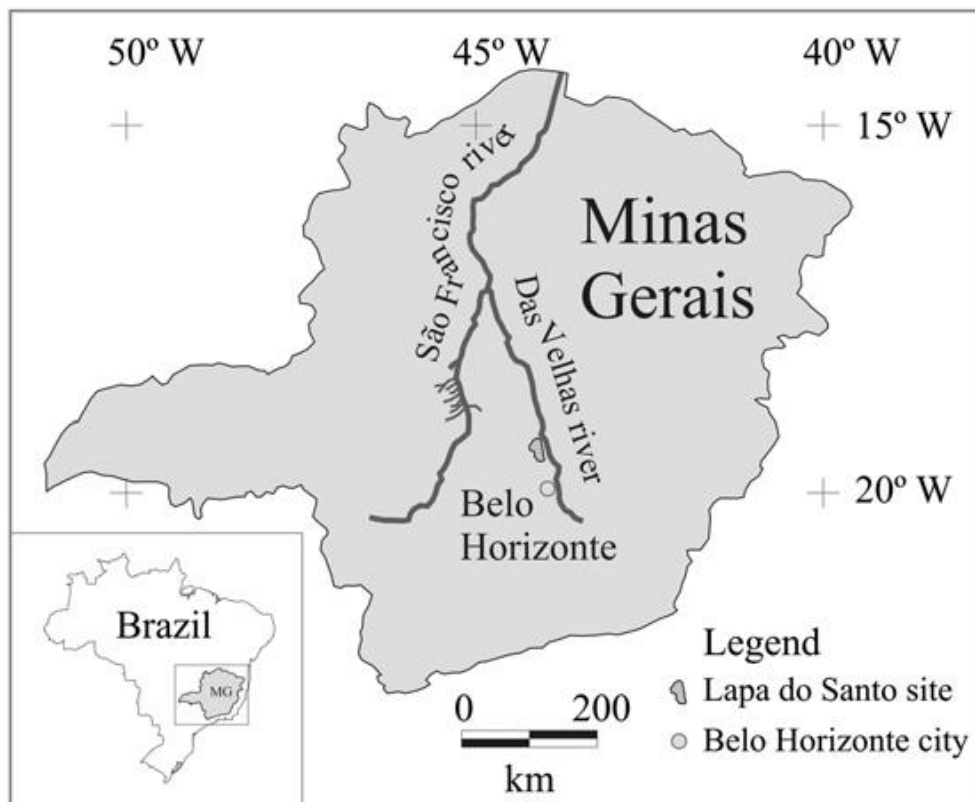 50º W 45º W 40º W
15º W
São Francisco river
Minas
Gerais
Das Velhas river
20º W
Belo
Horizonte
Brazil
MG
Legend
Lapa do Santo site
Belo Horizonte city
0 200
km